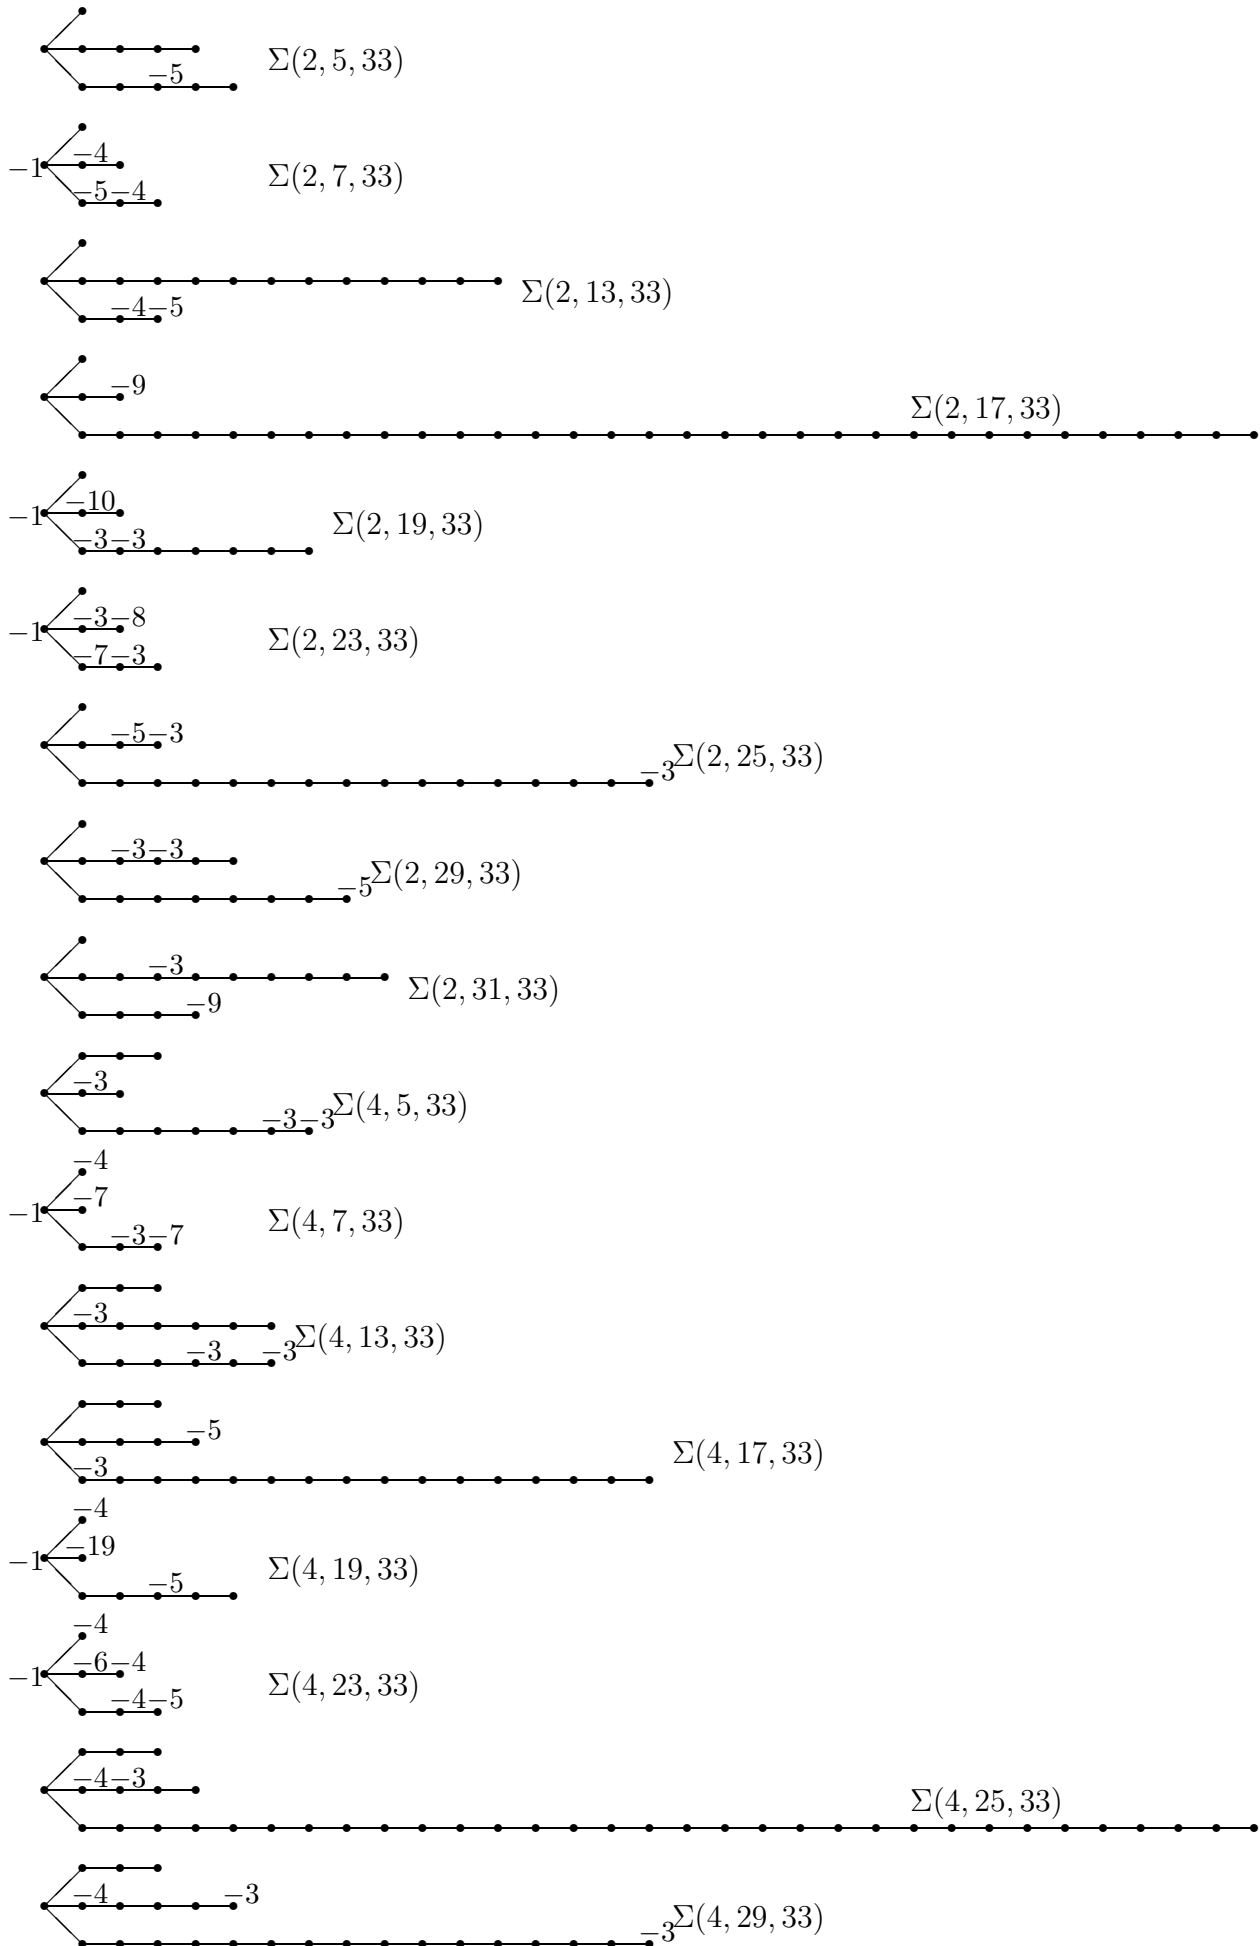 Σ(2, 5, 33)
−5
−4
−1
Σ(2, 7, 33)
−5−4
Σ(2, 13, 33)
−4−5
−9
Σ(2, 17, 33)
−10
−1
Σ(2, 19, 33)
−3−3
−3−8
−1
Σ(2, 23, 33)
−7−3
−5−3
Σ(2, 25, 33)
−3
−3−3
Σ(2, 29, 33)
−5
−3
Σ(2, 31, 33)
−9
−3
Σ(4, 5, 33)
−3−3
−4
−7
−1
Σ(4, 7, 33)
−3−7
−3
Σ(4, 13, 33)
−3 −3
−5
Σ(4, 17, 33)
−3
−4
−19
−1
Σ(4, 19, 33)
−5
−4
−6−4
−1
Σ(4, 23, 33)
−4−5
−4−3
Σ(4, 25, 33)
−4 −3
Σ(4, 29, 33)
−3